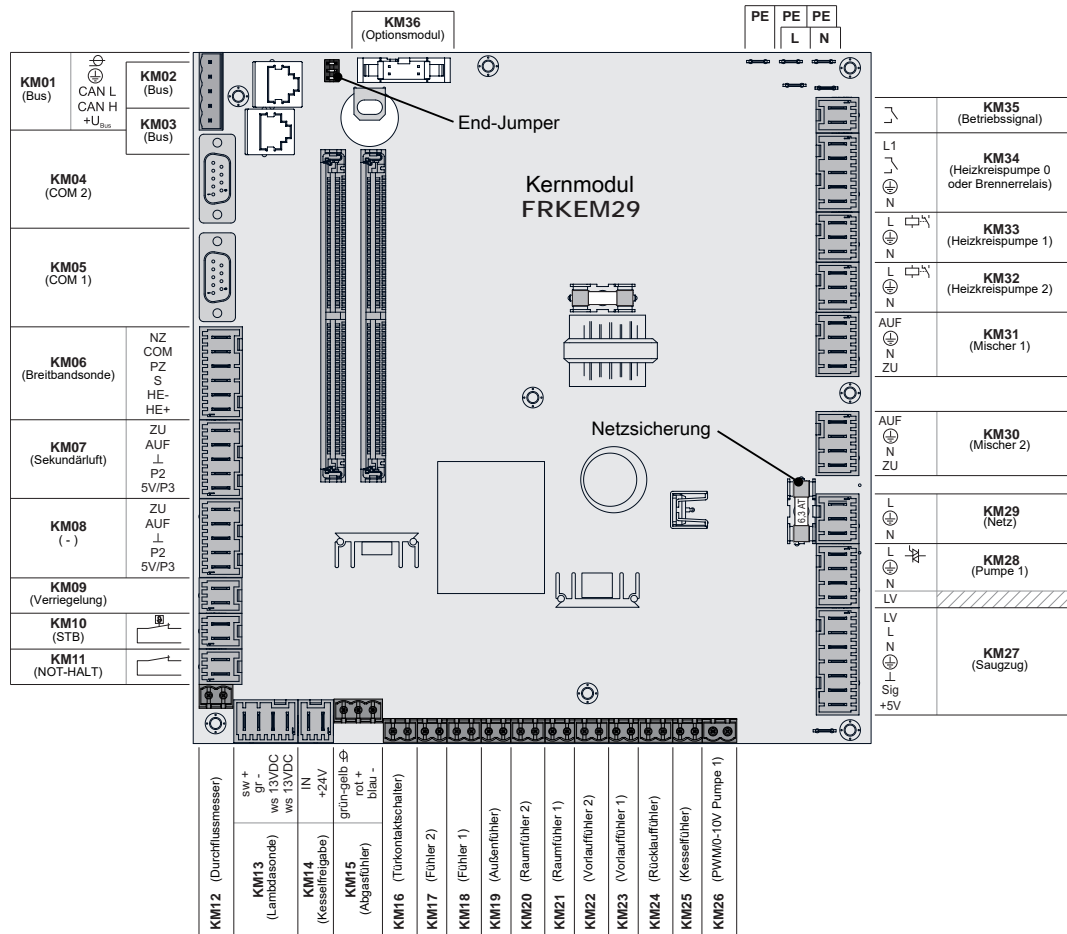 KM36
(Optionsmodul)
PE PE PE
L N
KM01
(Bus)
CAN L
CAN H
+U Bus
KM02
(Bus)
KM03
(Bus)
KM04
(COM 2)
KM05
(COM 1)
KM06
(Breitbandsonde)
NZ
COM
PZ
S
HE-
HE+
KM07
(Sekundärluft)
ZU
AUF
⊥
P2
5V/P3
KM08
( - )
ZU
AUF
⊥
P2
5V/P3
KM09
(Verriegelung)
KM10
(STB)
KM11
(NOT-HALT)
End-Jumper
Kernmodul
FRKEM29
Netzsicherung
6,3 AT
KM35
(Betriebssignal)
L1
N
KM34
(Heizkreispumpe 0
oder Brennerrelais)
L
N
KM33
(Heizkreispumpe 1)
L
N
KM32
(Heizkreispumpe 2)
AUF
N
ZU
KM31
(Mischer 1)
AUF
N
ZU
KM30
(Mischer 2)
L
N
KM29
(Netz)
L
N
KM28
(Pumpe 1)
LV
LV
L
N
⊥
Sig
+5V
KM27
(Saugzug)
KM12 (Durchflussmesser)
sw +
gr -
ws 13VDC
ws 13VDC
KM13
(Lambdasonde)
IN
+24V
KM14
(Kesselfreigabe)
grün-gelb
rot +
blau -
KM15
(Abgasfühler)
KM16 (Türkontaktschalter)
KM17 (Fühler 2)
KM18 (Fühler 1)
KM19 (Außenfühler)
KM20 (Raumfühler 2)
KM21 (Raumfühler 1)
KM22 (Vorlauffühler 2)
KM23 (Vorlauffühler 1)
KM24 (Rücklauffühler)
KM25 (Kesselfühler)
KM26 (PWM/0-10V Pumpe 1)